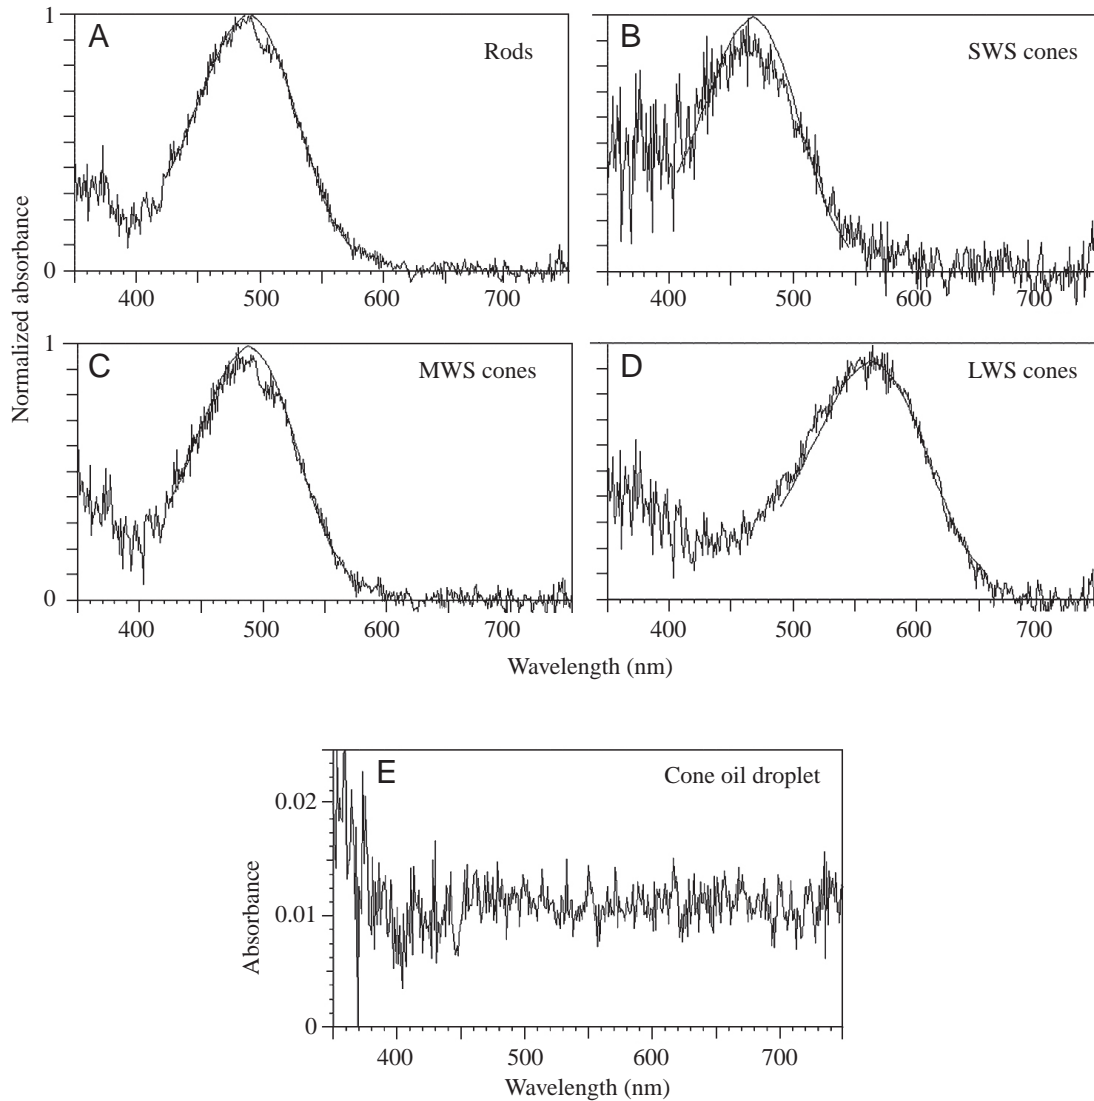 1
A
Rods
0
400 500 600 700
B
SWS cones
400 500 600 700
Normalized absorbance
1
C
MWS cones
0
400 500 600 700
D
LWS cones
400 500 600 700
Wavelength (nm)
E
Cone oil droplet
0.02
0.01
0
Absorbance
400 500 600 700
Wavelength (nm)